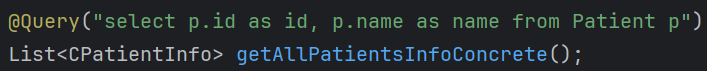 @Query("select p.id as id, p.name as name from Patient p")
List<CPatientInfo> getAllPatientsInfoConcrete();